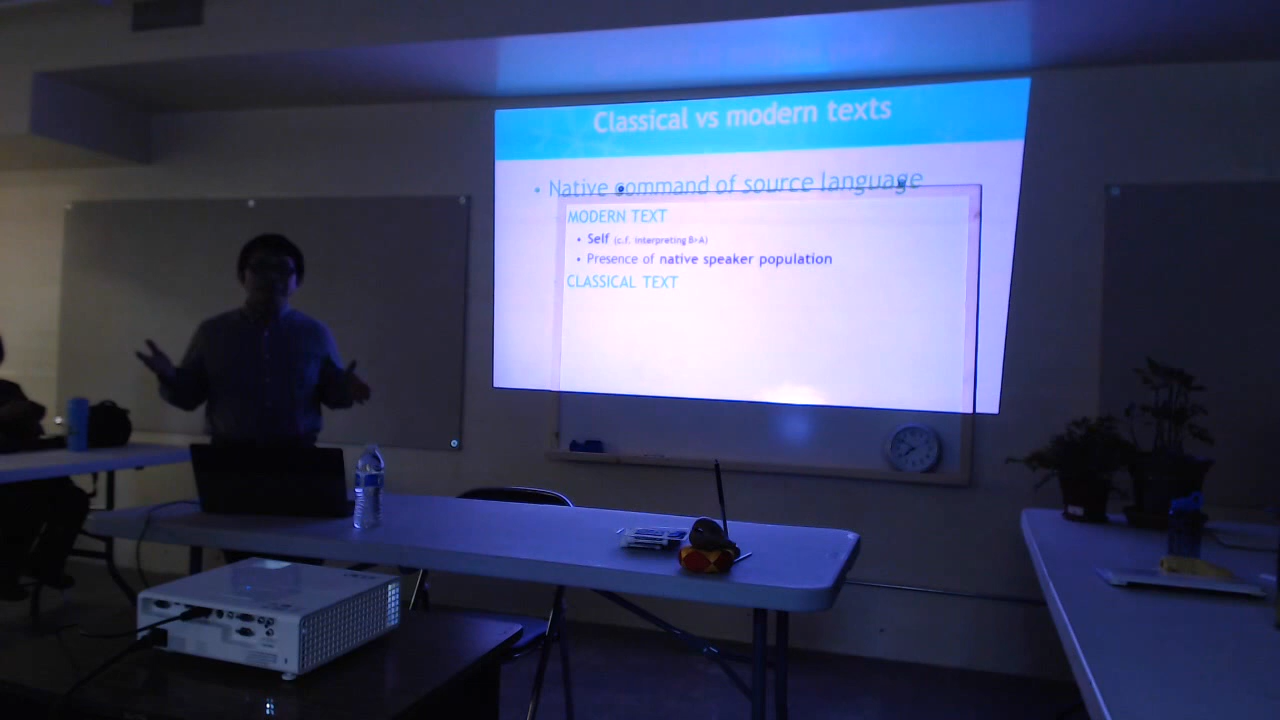 Classical vs modern texts
• Native command of source language
MODERN TEXT
• Self (c.f. interpreting B>A)
• Presence of native speaker population
CLASSICAL TEXT